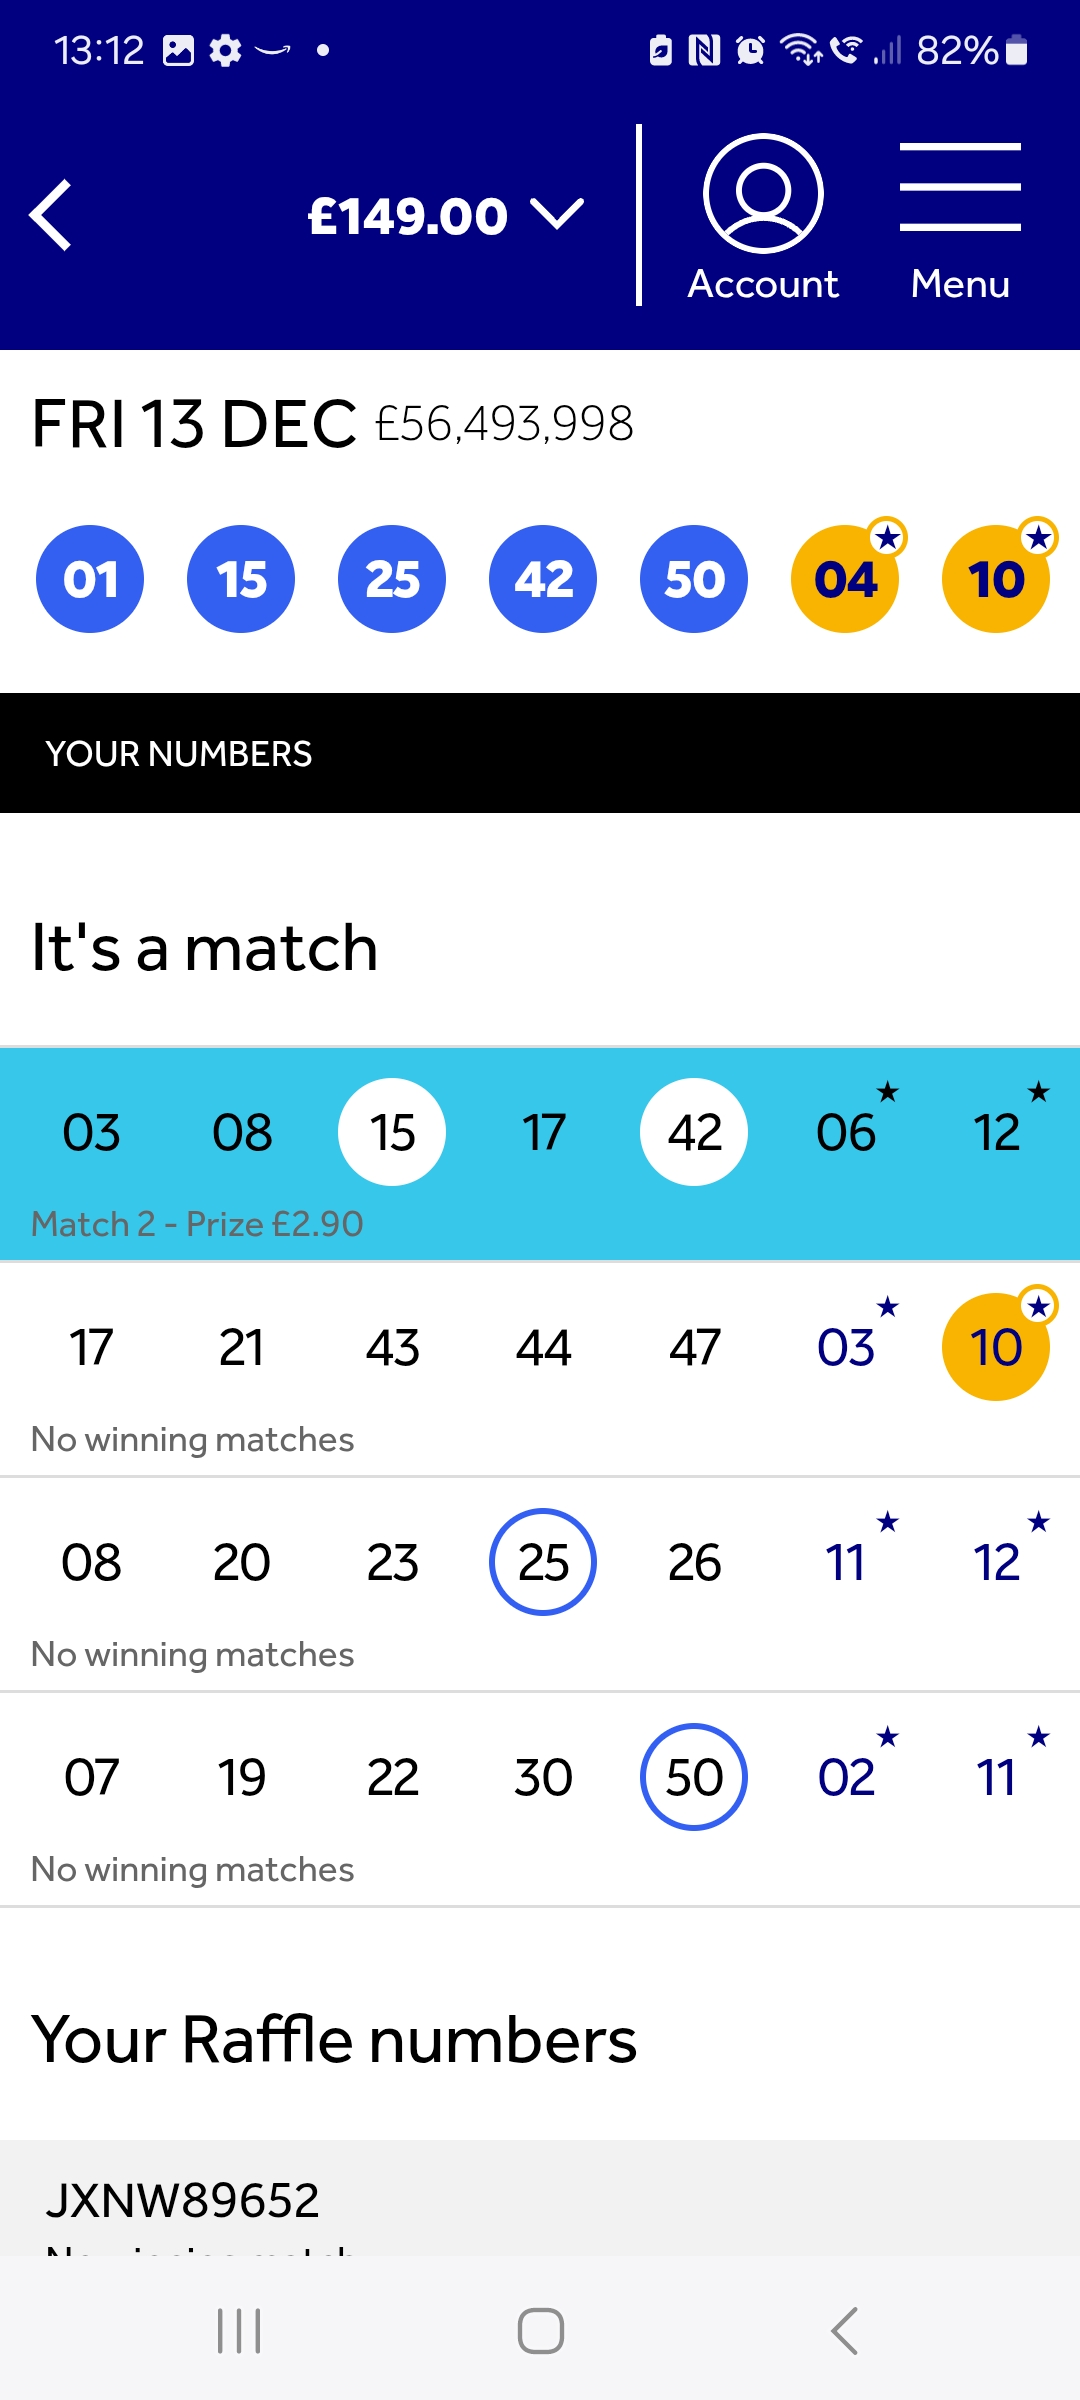 13:12 82%
£149.00
Account Menu
FRI 13 DEC £56,493,998
01 15 25 42 50 04 10
YOUR NUMBERS
It's a match
03 08 15 17 42 06 12
Match 2 - Prize £2.90
17 21 43 44 47 03 10
No winning matches
08 20 23 25 26 11 12
No winning matches
07 19 22 30 50 02 11
No winning matches
Your Raffle numbers
JXNW89652
No winning match